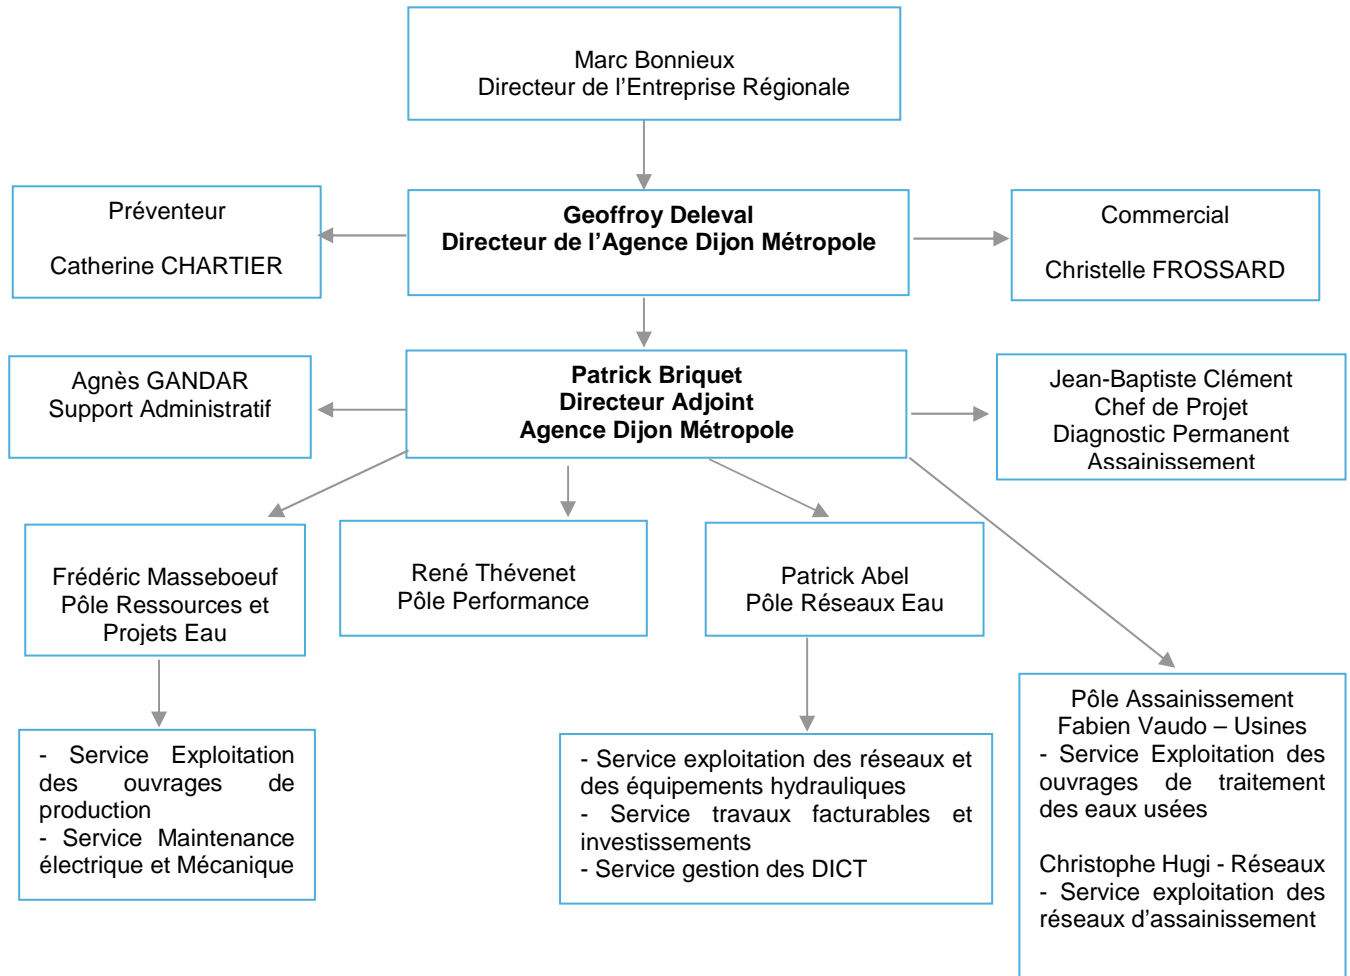 Marc Bonnieux
Directeur de l’Entreprise Régionale
Préventeur
Catherine CHARTIER
Geoffroy Deleval
Directeur de l’Agence Dijon Métropole
Commercial
Christelle FROSSARD
Agnès GANDAR
Support Administratif
Patrick Briquet
Directeur Adjoint
Agence Dijon Métropole
Jean-Baptiste Clément
Chef de Projet
Diagnostic Permanent
Assainissement
Frédéric Masseboeuf
Pôle Ressources et
Projets Eau
René Thévenet
Pôle Performance
Patrick Abel
Pôle Réseaux Eau
- Service Exploitation
des ouvrages de
production
- Service Maintenance
électrique et Mécanique
- Service exploitation des réseaux et
des équipements hydrauliques
- Service travaux facturables et
investissements
- Service gestion des DICT
Pôle Assainissement
Fabien Vaudo – Usines
- Service Exploitation des
ouvrages de traitement
des eaux usées
Christophe Hugi - Réseaux
- Service exploitation des
réseaux d’assainissement